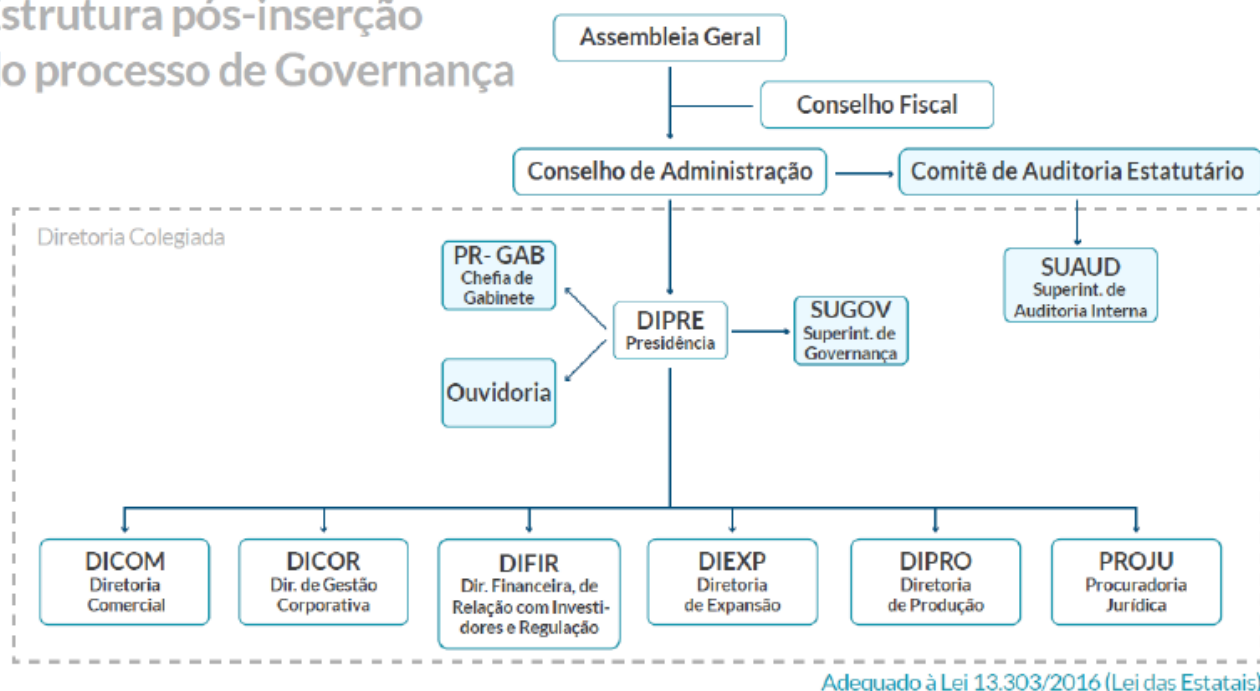 strutura pós-inserção
o processo de Governança
Assembleia Geral
Conselho Fiscal
Conselho de Administração
Comitê de Auditoria Estatutário
Diretoria Colegiada
PR- GAB
Chefia de
Gabinete
SUAUD
Superint. de
Auditoria Interna
DIPRE
Presidência
SUGOV
Superint. de
Governança
Ouvidoria
DICOM
Diretoria
Comercial
DICOR
Dir. de Gestão
Corporativa
DIFIR
Dir. Financeira, de
Relação com Investi-
dores e Regulação
DIEXP
Diretoria
de Expansão
DIPRO
Diretoria
de Produção
PROJU
Procuradoria
Jurídica
Adequado à Lei 13.303/2016 (Lei das Estatais)